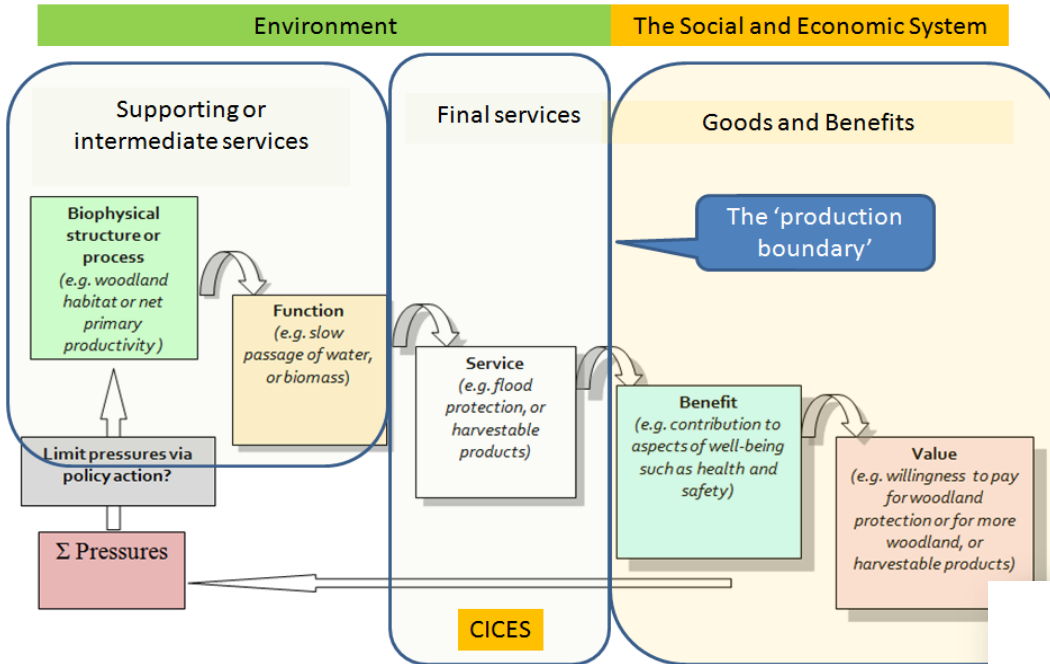 Environment
The Social and Economic System
Supporting or
intermediate services
Final services
Goods and Benefits
The ‘production
boundary’
Biophysical
structure or
process
(e.g. woodland
habitat or net
primary
productivity )
Function
(e.g. slow
passage of water,
or biomass)
Service
(e.g. flood
protection, or
harvestable
products)
Benefit
(e.g. contribution to
aspects of well-being
such as health and
safety)
Value
(e.g. willingness to pay
for woodland
protection or for more
woodland, or
harvestable products)
Limit pressures via
policy action?
Σ Pressures
CICES